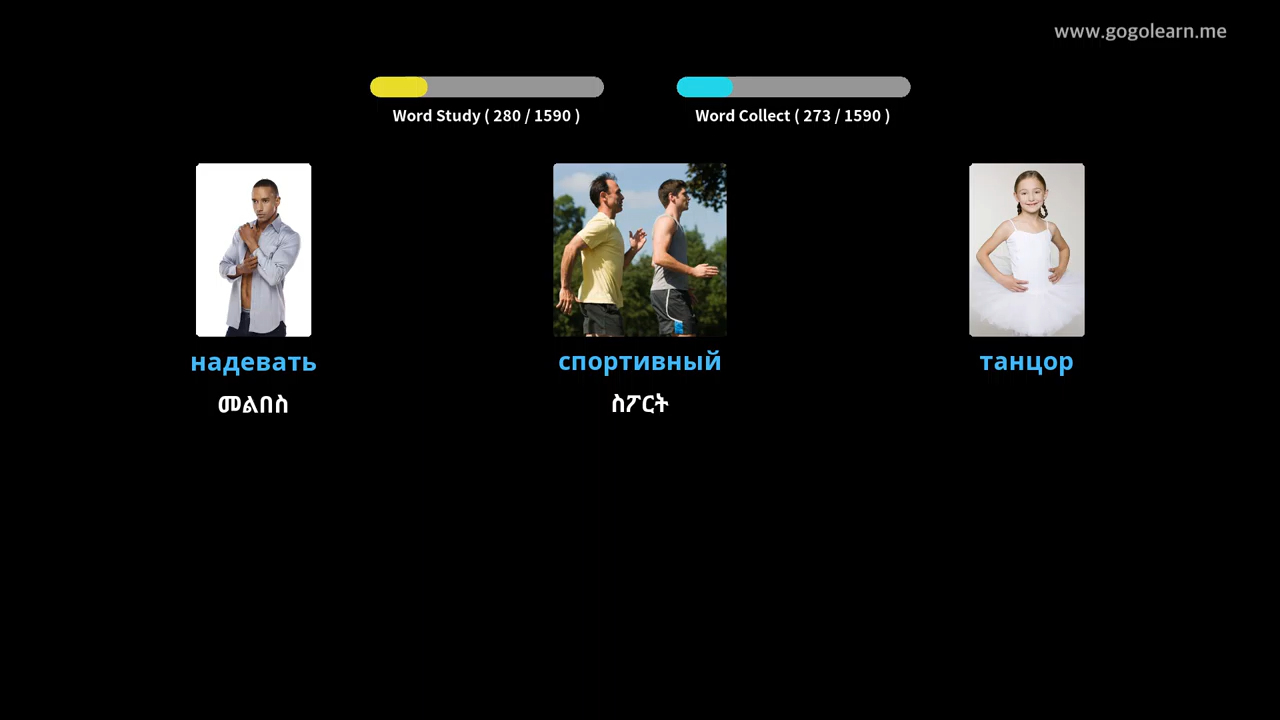 www.gogolearn.me
Word Study ( 280 / 1590 )
Word Collect ( 273 / 1590 )
надевать
спортивный
танцор
መልበስ
ስፖርት